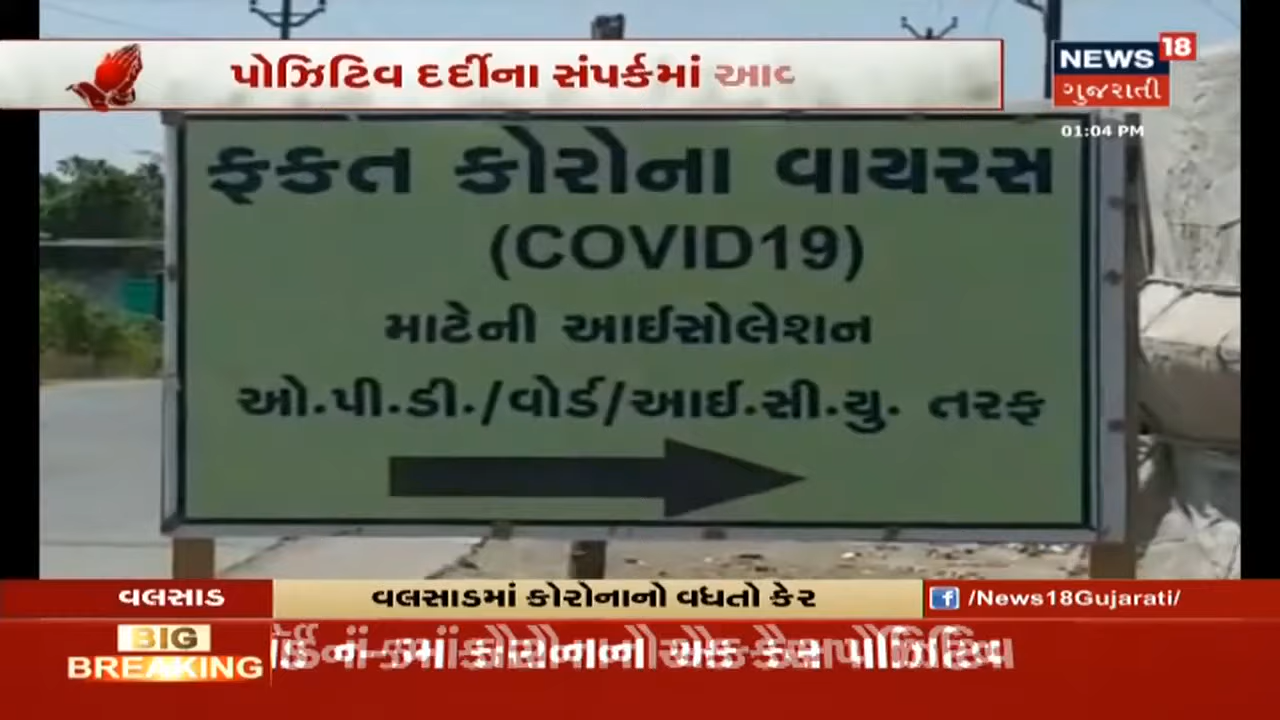 પોઝિટિવ દર્દીના સંપર્કમાં આવ
NEWS 18
ગુજરાતી
01:04 PM
ફકત કોરોના વાયરસ
(COVID19)
માટેની આઈસોલેશન
ઓ.પી.ડી./વોર્ડ/આઈ.સી.યુ. તરફ
વલસાડ
વલસાડમાં કોરોનાનો વધતો કેર
/News18Gujarati/
BIG
BREAKING
પોઝિટિવ